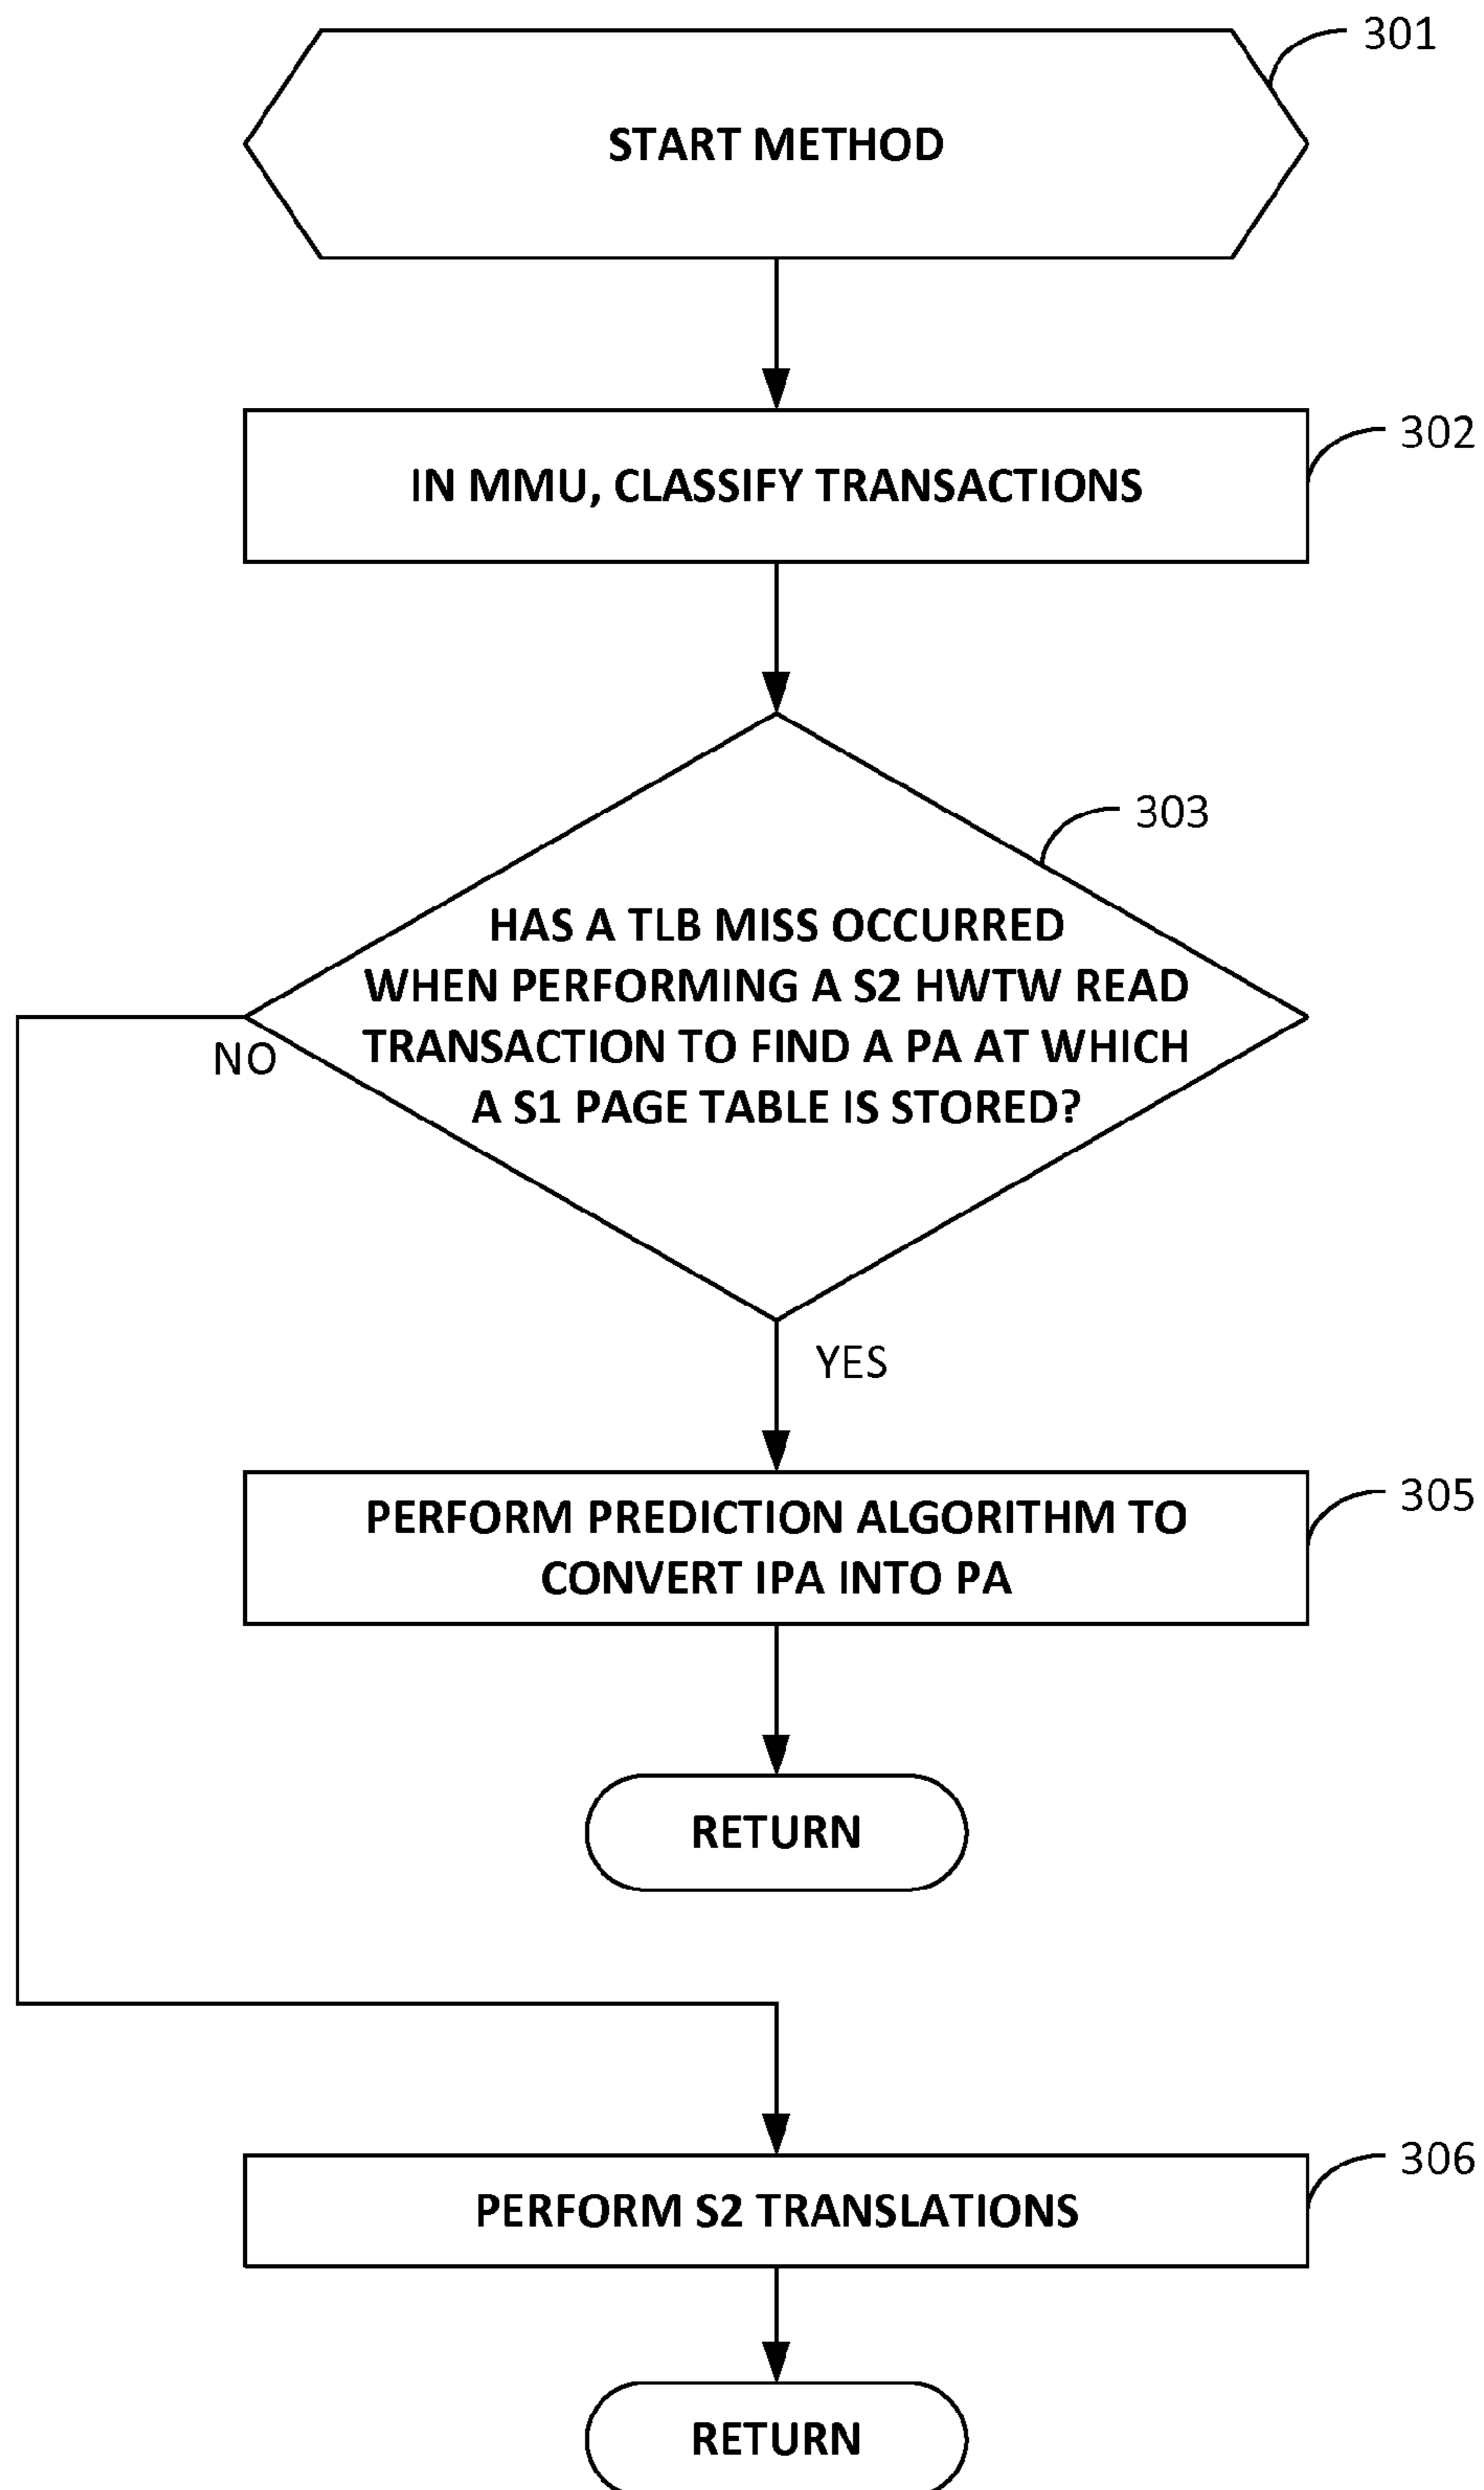 301
START METHOD
302
IN MMU, CLASSIFY TRANSACTIONS
303
HAS A TLB MISS OCCURRED
WHEN PERFORMING A S2 HWTW READ
TRANSACTION TO FIND A PA AT WHICH
A S1 PAGE TABLE IS STORED?
NO
YES
305
PERFORM PREDICTION ALGORITHM TO
CONVERT IPA INTO PA
RETURN
306
PERFORM S2 TRANSLATIONS
RETURN